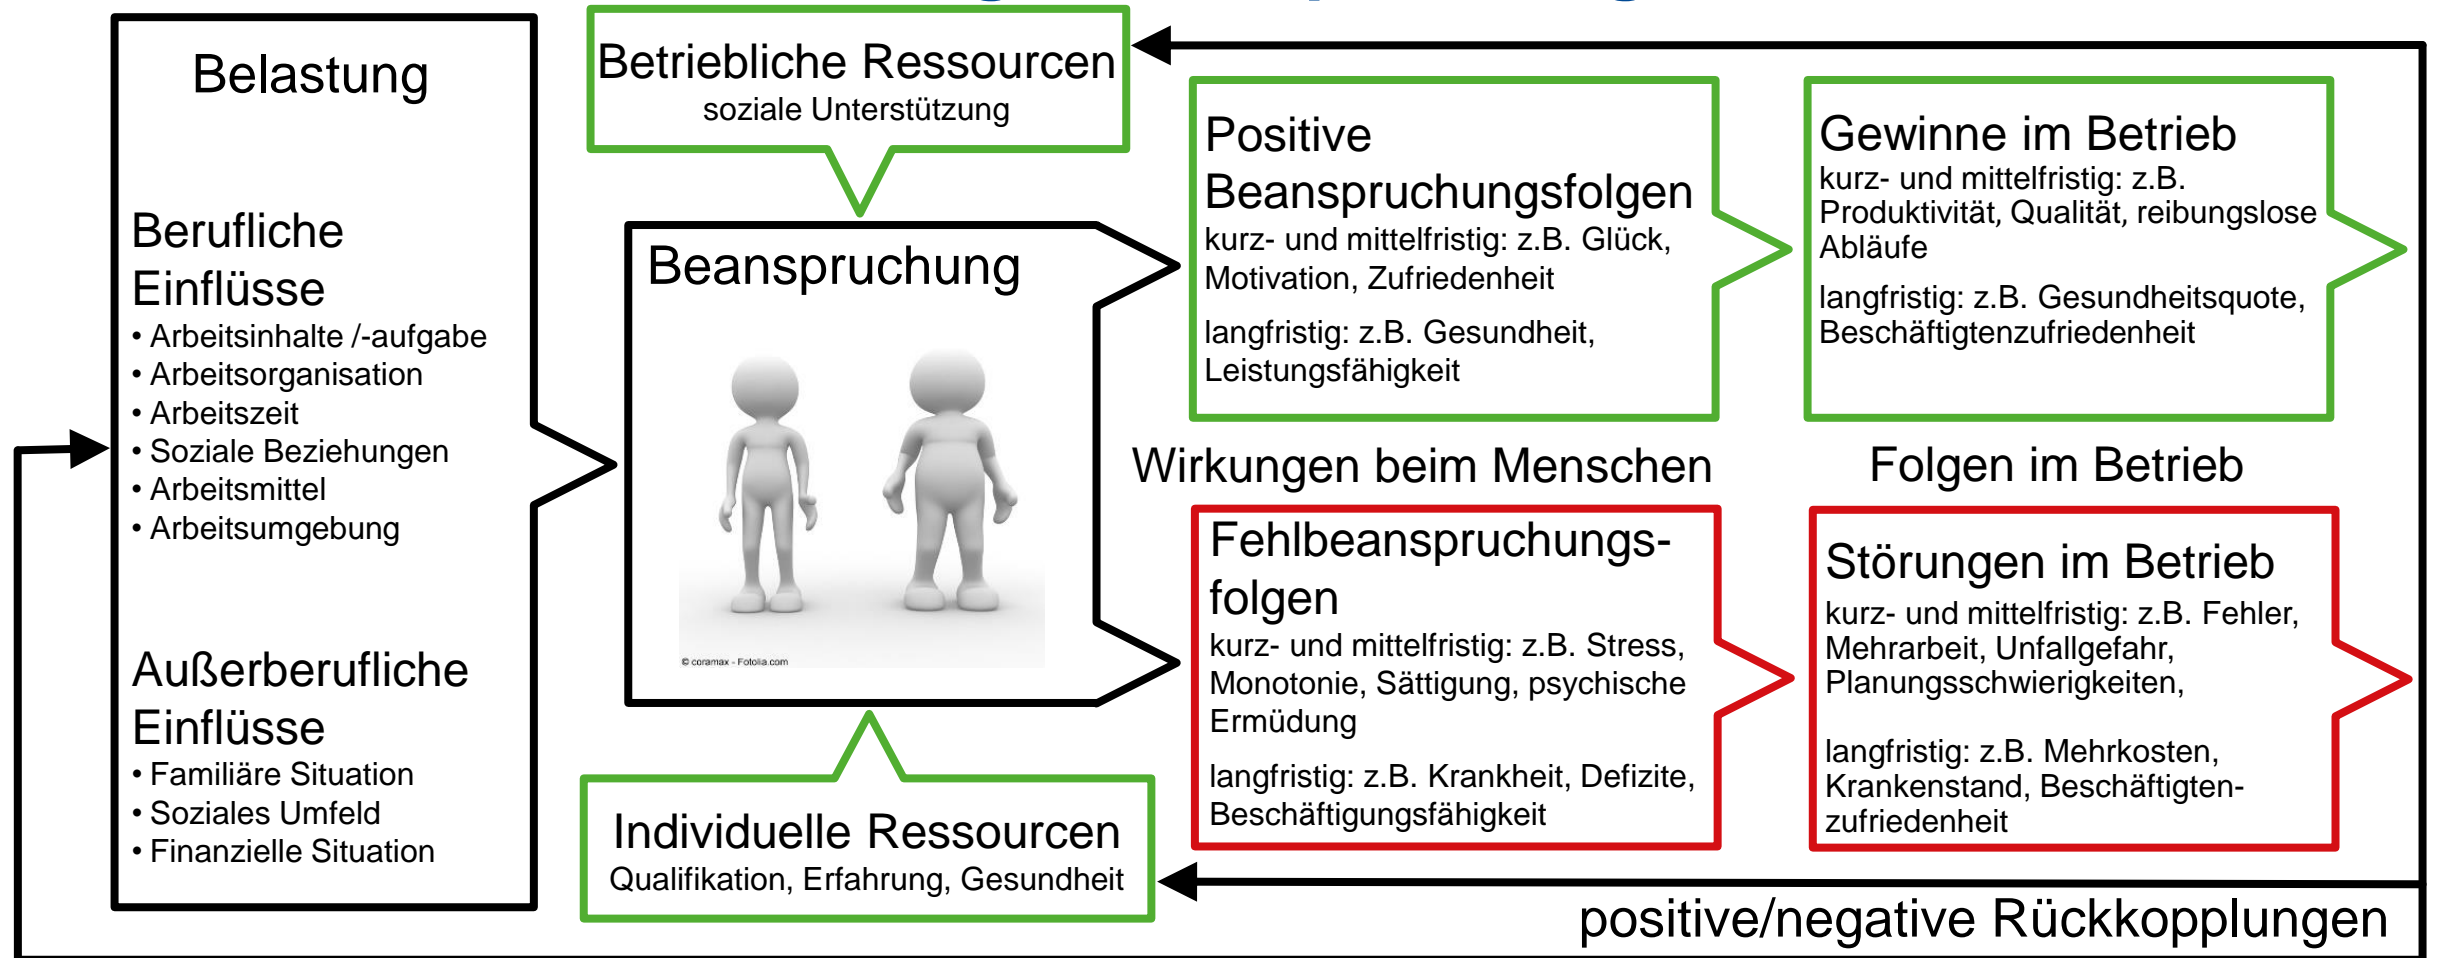 Belastung
Berufliche
Einflüsse
• Arbeitsinhalte /-aufgabe
• Arbeitsorganisation
• Arbeitszeit
• Soziale Beziehungen
• Arbeitsmittel
• Arbeitsumgebung
Außerberufliche
Einflüsse
• Familiäre Situation
• Soziales Umfeld
• Finanzielle Situation
Betriebliche Ressourcen
soziale Unterstützung
Beanspruchung
© coramax - Fotolia.com
Individuelle Ressourcen
Qualifikation, Erfahrung, Gesundheit
Positive
Beanspruchungsfolgen
kurz- und mittelfristig: z.B. Glück,
Motivation, Zufriedenheit
langfristig: z.B. Gesundheit,
Leistungsfähigkeit
Wirkungen beim Menschen
Fehlbeanspruchungs-
folgen
kurz- und mittelfristig: z.B. Stress,
Monotonie, Sättigung, psychische
Ermüdung
langfristig: z.B. Krankheit, Defizite,
Beschäftigungsfähigkeit
Gewinne im Betrieb
kurz- und mittelfristig: z.B.
Produktivität, Qualität, reibungslose
Abläufe
langfristig: z.B. Gesundheitsquote,
Beschäftigtenzufriedenheit
Folgen im Betrieb
Störungen im Betrieb
kurz- und mittelfristig: z.B. Fehler,
Mehrarbeit, Unfallgefahr,
Planungsschwierigkeiten,
langfristig: z.B. Mehrkosten,
Krankenstand, Beschäftigten-
zufriedenheit
positive/negative Rückkopplungen